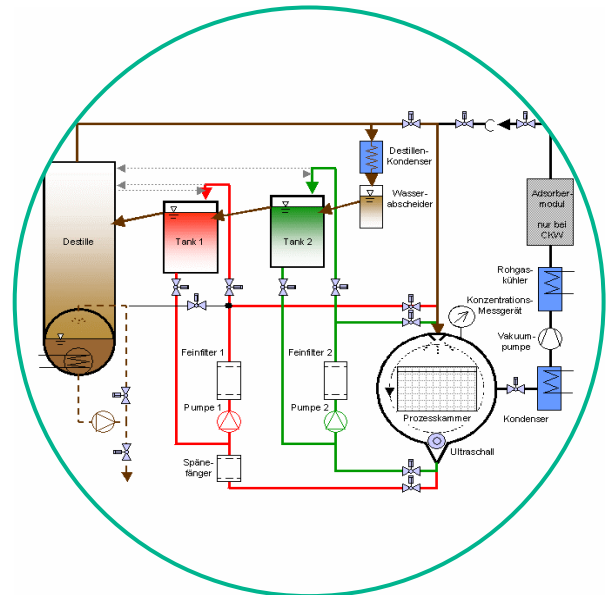 Destillen-
Kondenser
Wasser-
abscheider
Adsorber-
modul
nur bei
CKW
Destille
Tank 1
Tank 2
Rohgas-
kühler
Konzentrations-
Messgerät
Vakuum-
pumpe
Feinfilter 1
Feinfilter 2
Pumpe 1
Pumpe 2
Prozesskammer
Kondenser
Ultraschall
Späne-
fänger